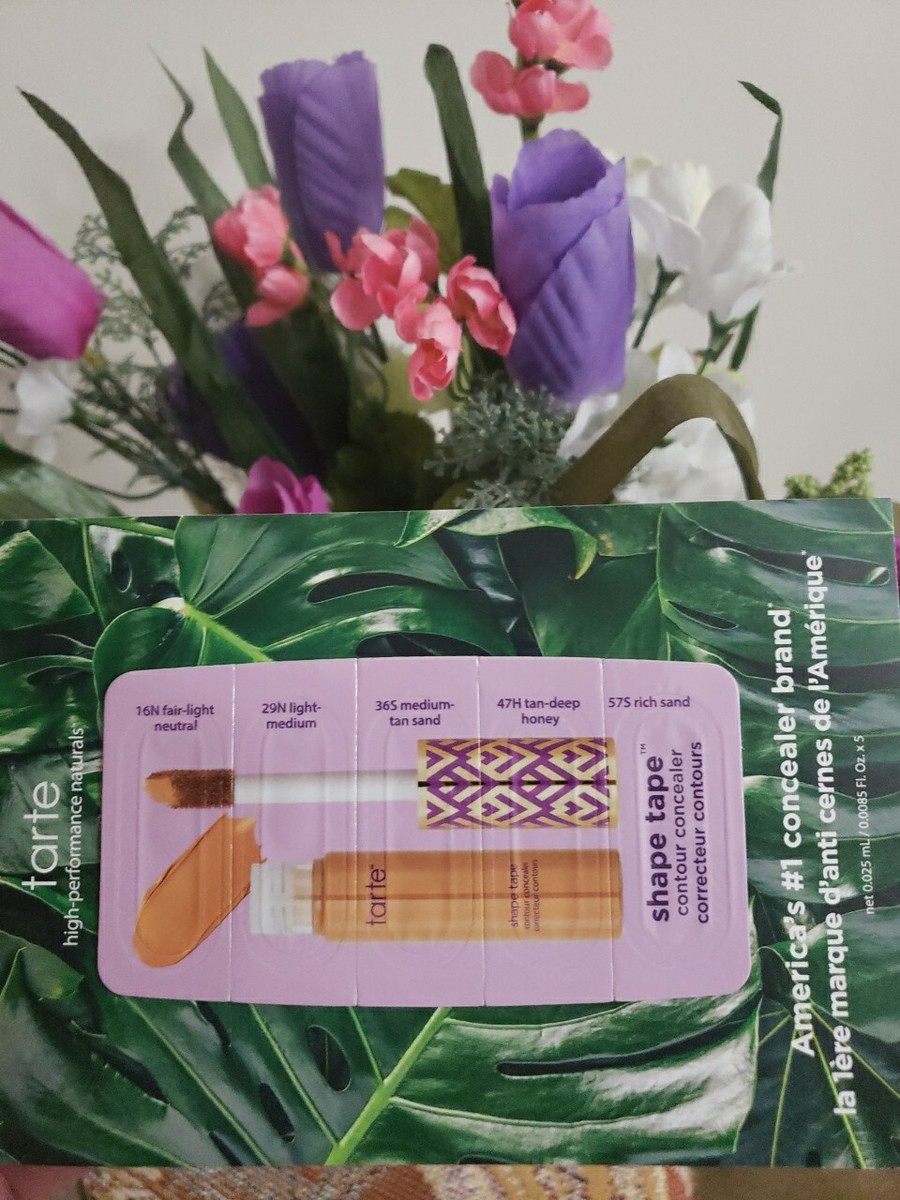 tarte
high-performance naturals™
16N fair-light
neutral
29N light-
medium
36S medium-
tan sand
47H tan-deep
honey
57S rich sand
tarte™
shape tape
contour concealer
correcteur contours
shape tape™
contour concealer
correcteur contours
America's #1 concealer brand*
la 1ère marque d'anti cernes de l'Amérique*
net 0.025 mL / 0.0085 Fl. Oz. x 5